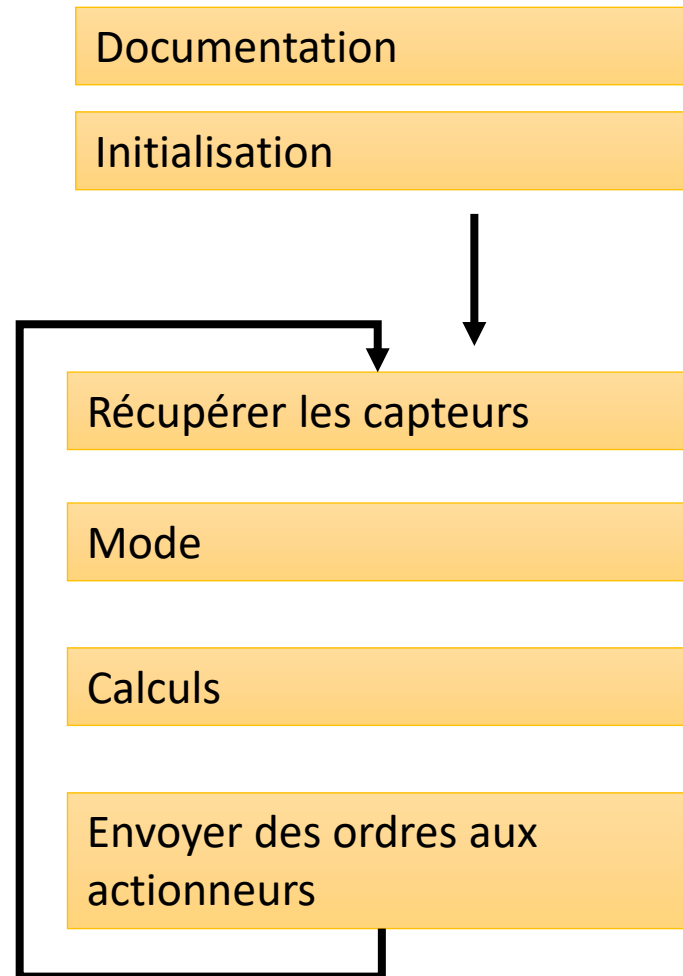 Documentation
Initialisation
Récupérer les capteurs
Mode
Calculs
Envoyer des ordres aux
actionneurs